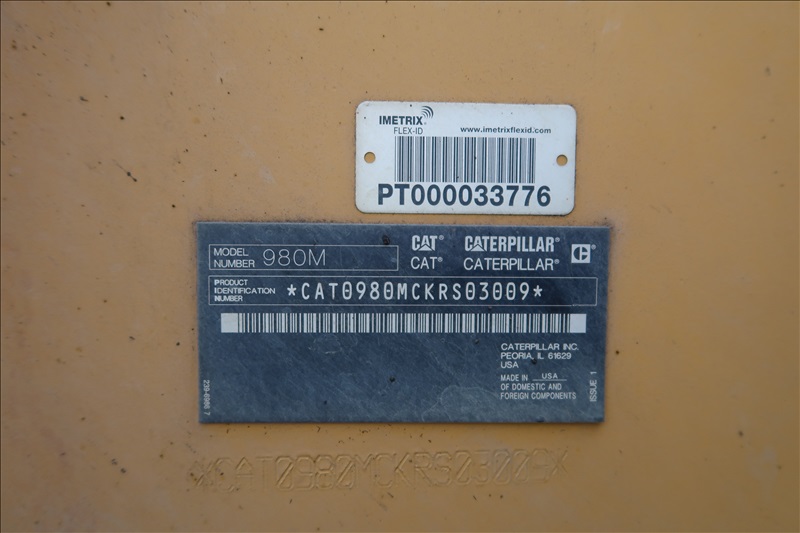 IMETRIX
FLEX-ID www.imetrixflexid.com
PT000033776
MODEL NUMBER 980M
CAT® CATERPILLAR®
CAT® CATERPILLAR®
PRODUCT IDENTIFICATION NUMBER *CAT0980MCKRS03009*
CATERPILLAR INC.
PEORIA, IL 61629
USA
MADE IN USA
OF DOMESTIC AND
FOREIGN COMPONENTS
ISSUE 1
*CAT0980MCKRS03009*